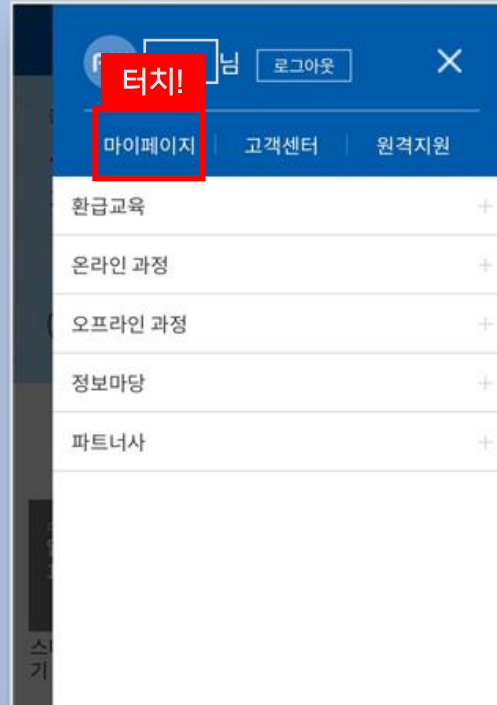 님 로그아웃
터치!
마이페이지 고객센터 원격지원
환급교육
온라인 과정
오프라인 과정
정보마당
파트너사
기